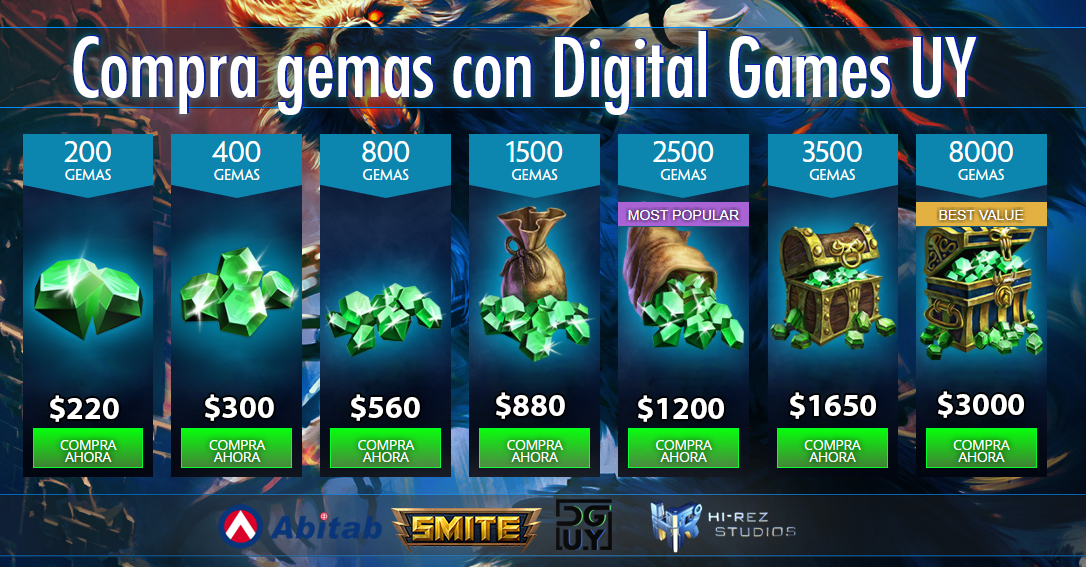 Compra gemas con Digital Games UY
200
GEMAS
400
GEMAS
800
GEMAS
1500
GEMAS
2500
GEMAS
3500
GEMAS
8000
GEMAS
MOST POPULAR
BEST VALUE
$220
$300
$560
$880
$1200
$1650
$3000
COMPRA
AHORA
COMPRA
AHORA
COMPRA
AHORA
COMPRA
AHORA
COMPRA
AHORA
COMPRA
AHORA
COMPRA
AHORA
Abitab
SMITE
DG
U.Y
HI-REZ
STUDIOS